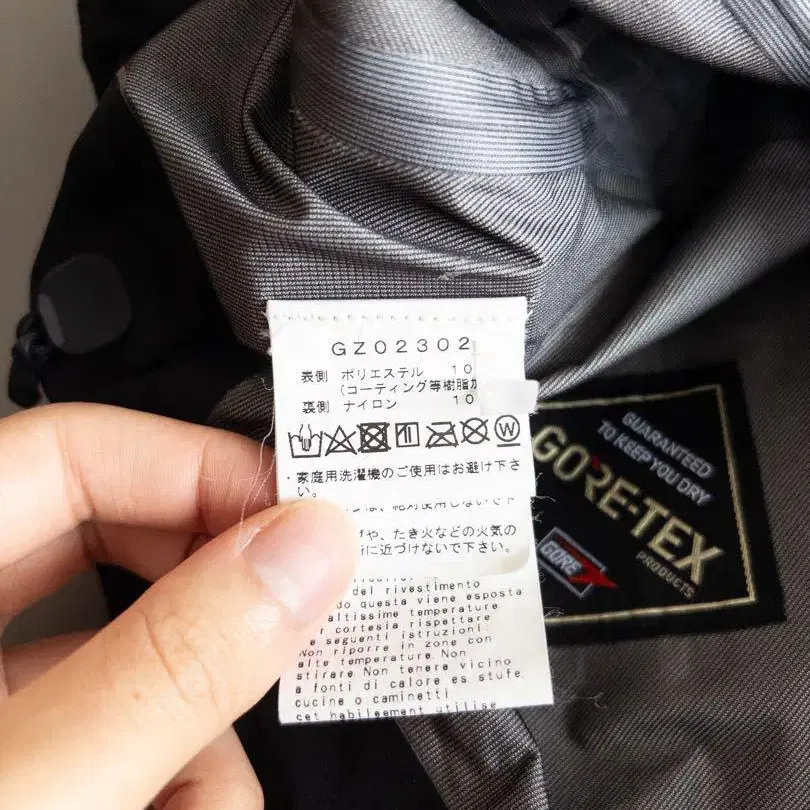 GZ02302
表側 ポリエステル 10
(コーティング等樹脂加
裏側 ナイロン 10
W
・家庭用洗濯機のご使用はお避け下さ
い。
や、たき火などの火気の
に近づけないで下さい。
del rivestimento
do questa viene esposta
altissime temperature
cortesia rispettare
seguenti istruzioni:
Non riporre in zone con
alte temperature Non
stirare Non tenere vicino
a fonti di calore es stufe
cucine o caminetti
cet habillement utilise
GUARANTEED
TO KEEP YOU DRY
GORE-TEX
PRODUCTS
GORE